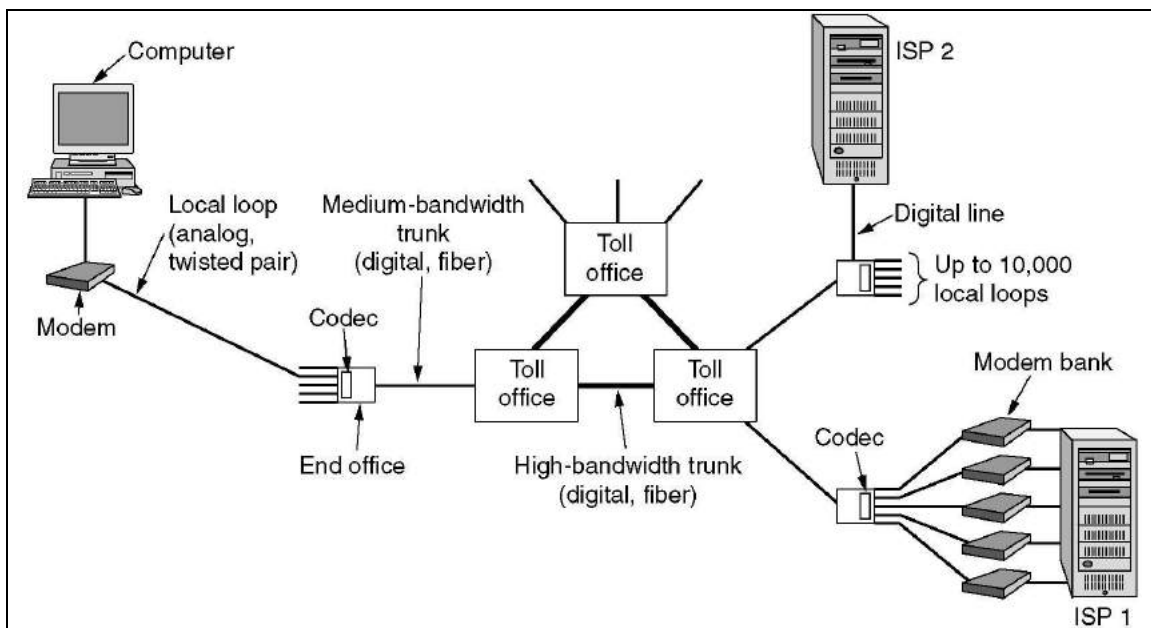 Computer
ISP 2
Local loop
(analog,
twisted pair)
Medium-bandwidth
trunk
(digital, fiber)
Toll
office
Digital line
Up to 10,000
local loops
Modem
Codec
Toll
office
Toll
office
Modem bank
End office
High-bandwidth trunk
(digital, fiber)
Codec
ISP 1